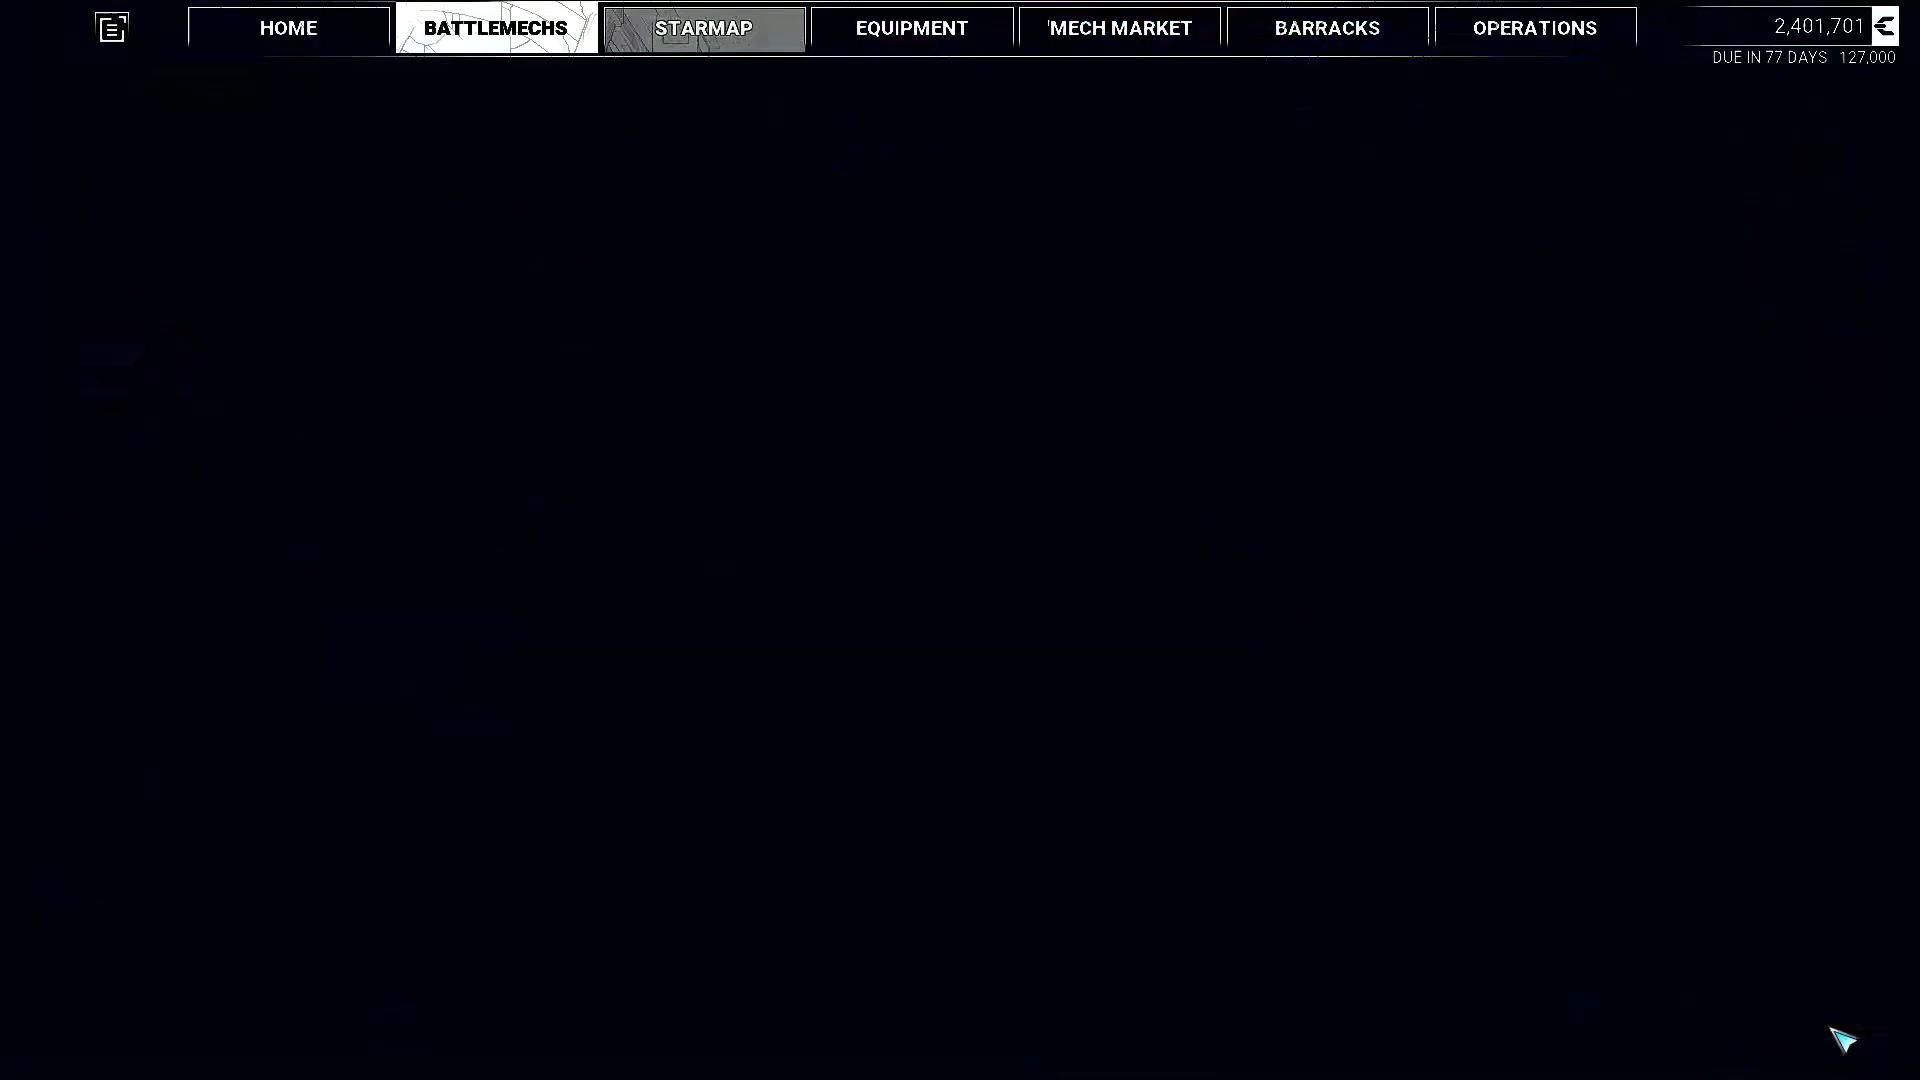 HOME
BATTLEMECHS
STARMAP
EQUIPMENT
'MECH MARKET
BARRACKS
OPERATIONS
2,401,701
DUE IN 77 DAYS 127,000